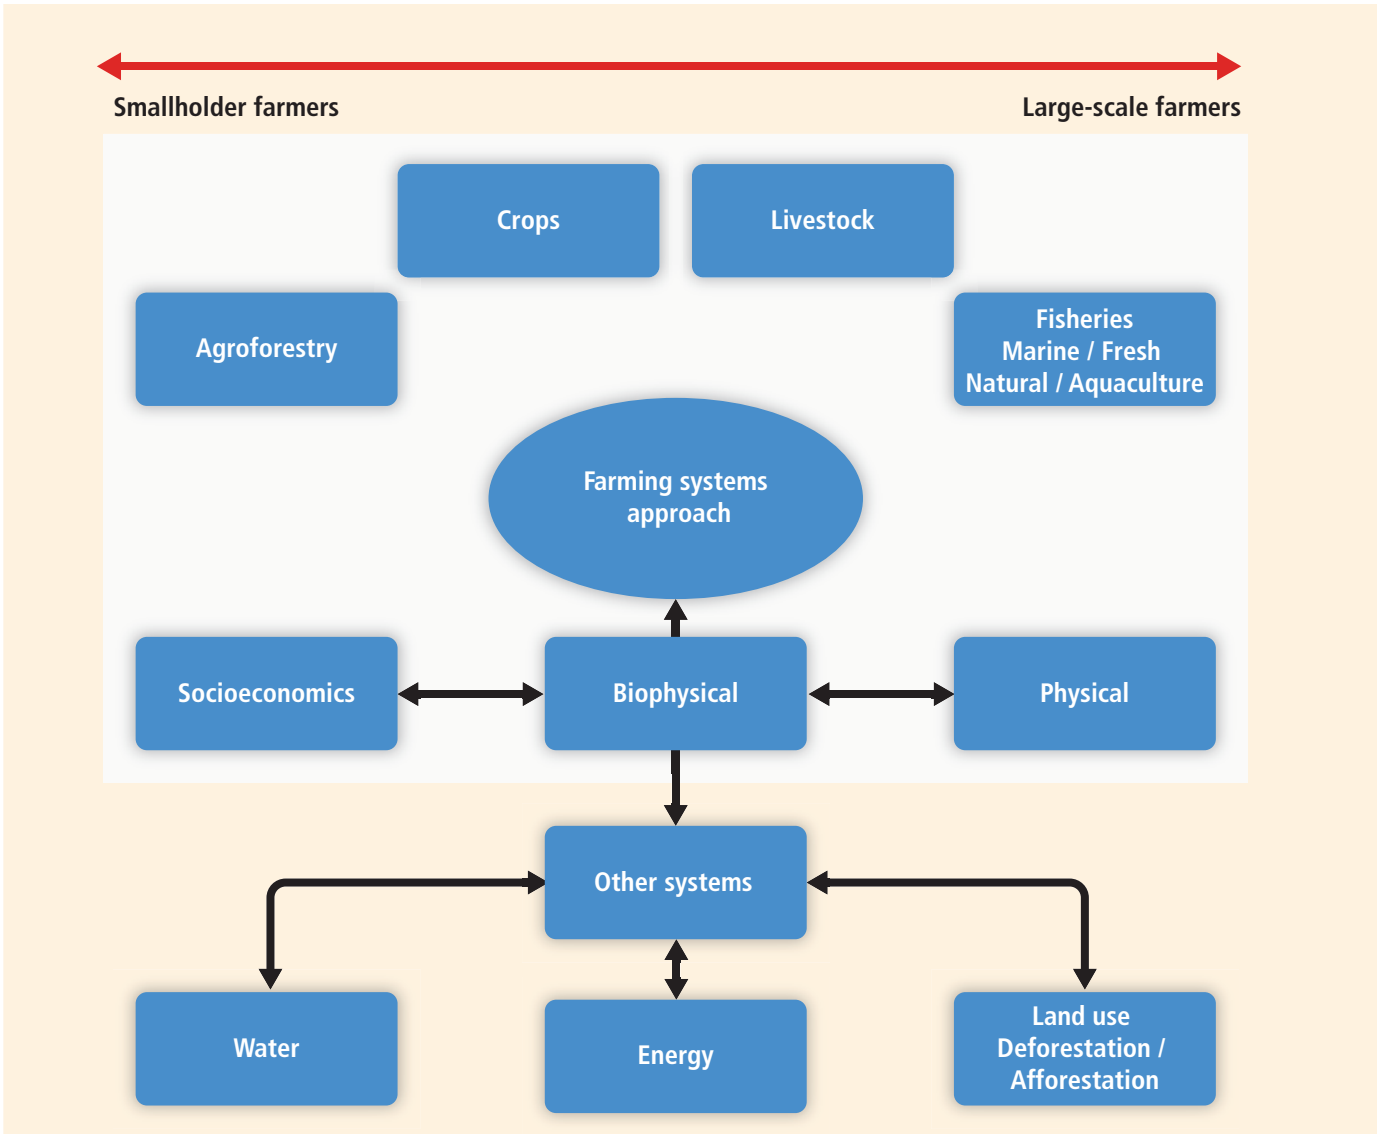 Smallholder farmers
Large-scale farmers
Crops
Livestock
Agroforestry
Fisheries
Marine / Fresh
Natural / Aquaculture
Farming systems
approach
Socioeconomics
Biophysical
Physical
Other systems
Water
Energy
Land use
Deforestation /
Afforestation